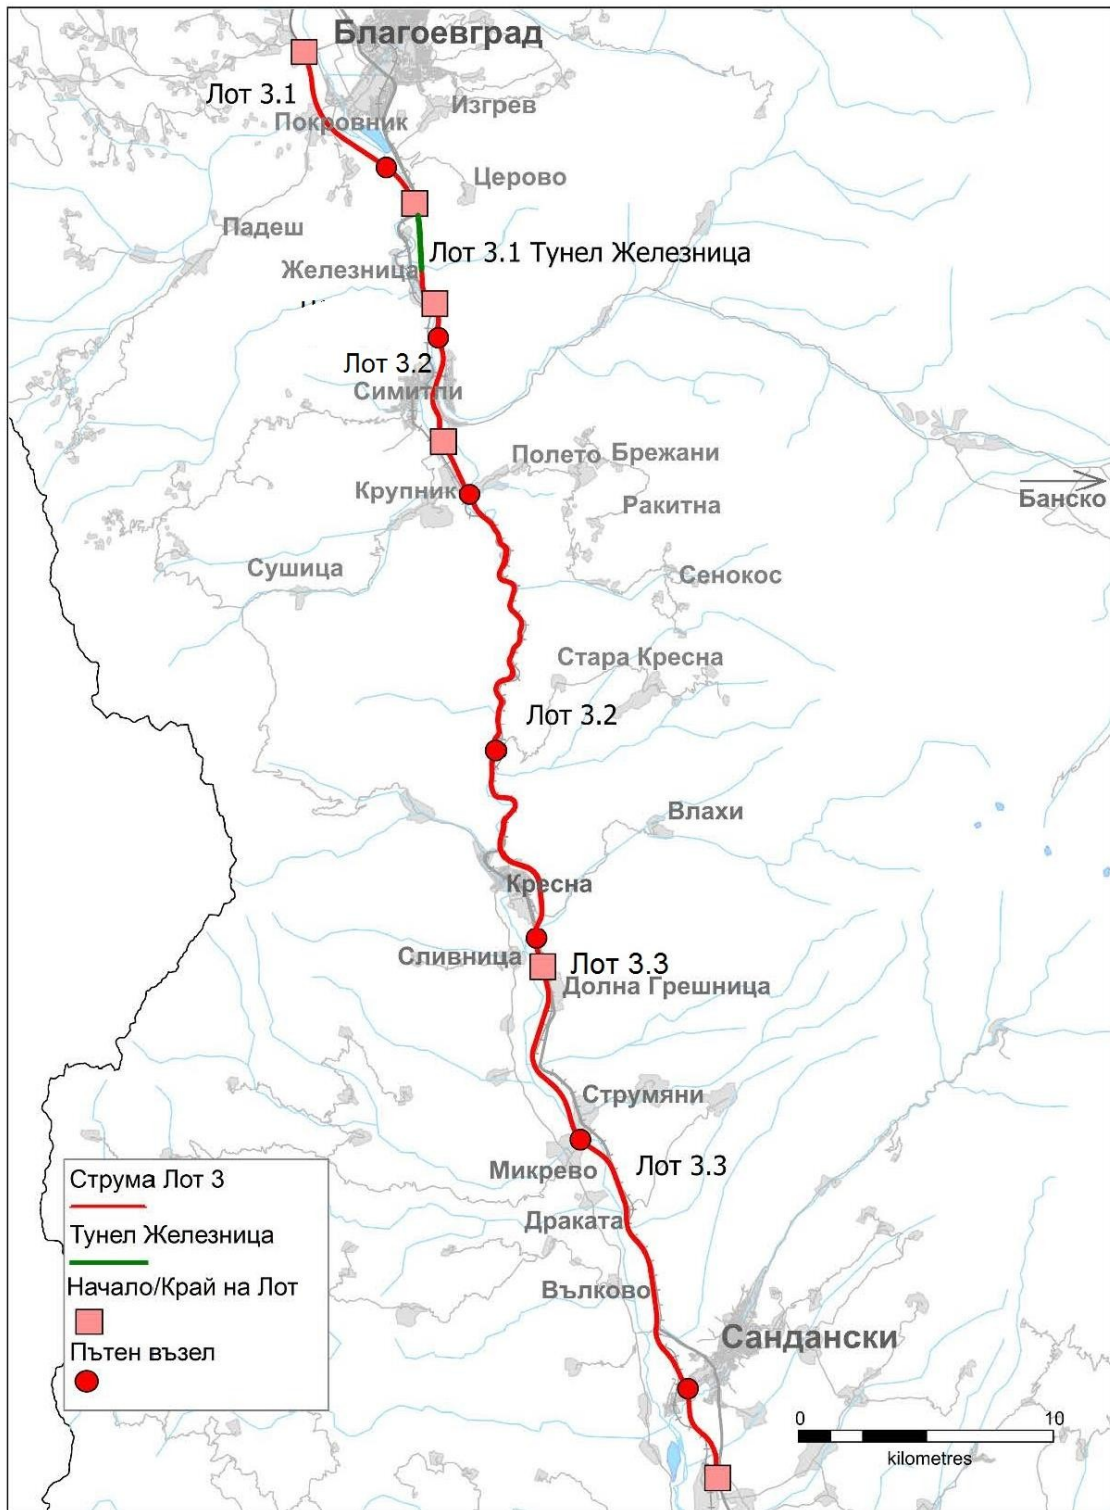 Благоевград
Лот 3.1
Изгрев
Покровник
Церово
Падеш
Лот 3.1 Тунел Железница
Железница
Лот 3.2
Симитли
Полето
Брежани
Крупник
Ракитна
Банско
Сушица
Сенокос
Стара Кресна
Лот 3.2
Влахи
Кресна
Сливница
Лот 3.3
Долна Грешница
Струмяни
Микрево
Лот 3.3
Драката
Вълково
Сандански
Струма Лот 3
Тунел Железница
Начало/Край на Лот
Пътен възел
0 10
kilometres